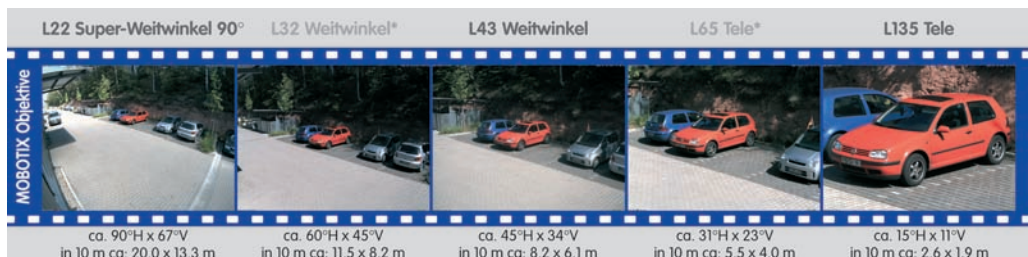 L22 Super-Weitwinkel 90° L32 Weitwinkel* L43 Weitwinkel L65 Tele* L135 Tele
MOBOTIX Objektive
ca. 90°H x 67°V ca. 60°H x 45°V ca. 45°H x 34°V ca. 31°H x 23°V ca. 15°H x 11°V
in 10 m ca: 20.0 x 13.3 m in 10 m ca: 11.5 x 8.2 m in 10 m ca: 8.2 x 6.1 m in 10 m ca: 5.5 x 4.0 m in 10 m ca: 2.6 x 1.9 m